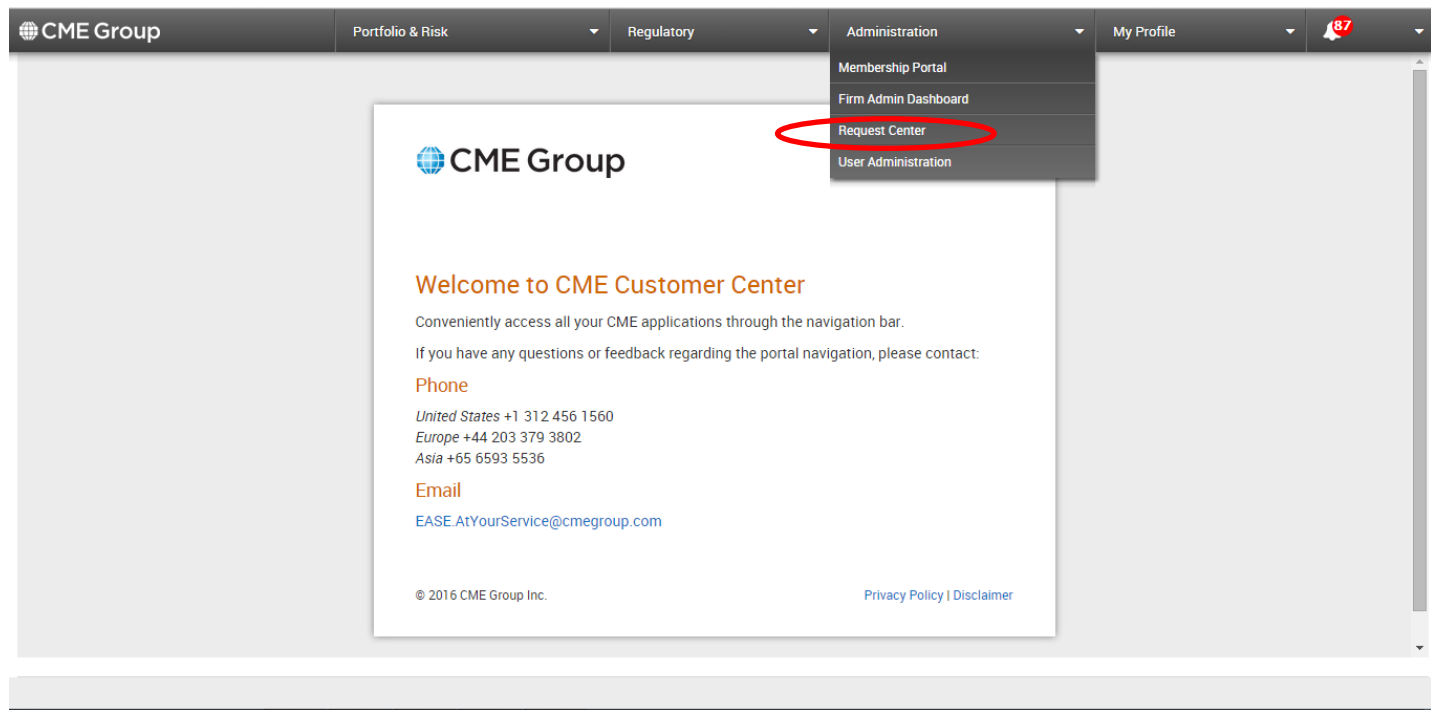 CME Group
Portfolio & Risk
Regulatory
Administration
My Profile
87
Membership Portal
Firm Admin Dashboard
Request Center
User Administration
CME Group
Welcome to CME Customer Center
Conveniently access all your CME applications through the navigation bar.
If you have any questions or feedback regarding the portal navigation, please contact:
Phone
United States +1 312 456 1560
Europe +44 203 379 3802
Asia +65 6593 5536
Email
EASE.AtYourService@cmegroup.com
© 2016 CME Group Inc.
Privacy Policy | Disclaimer